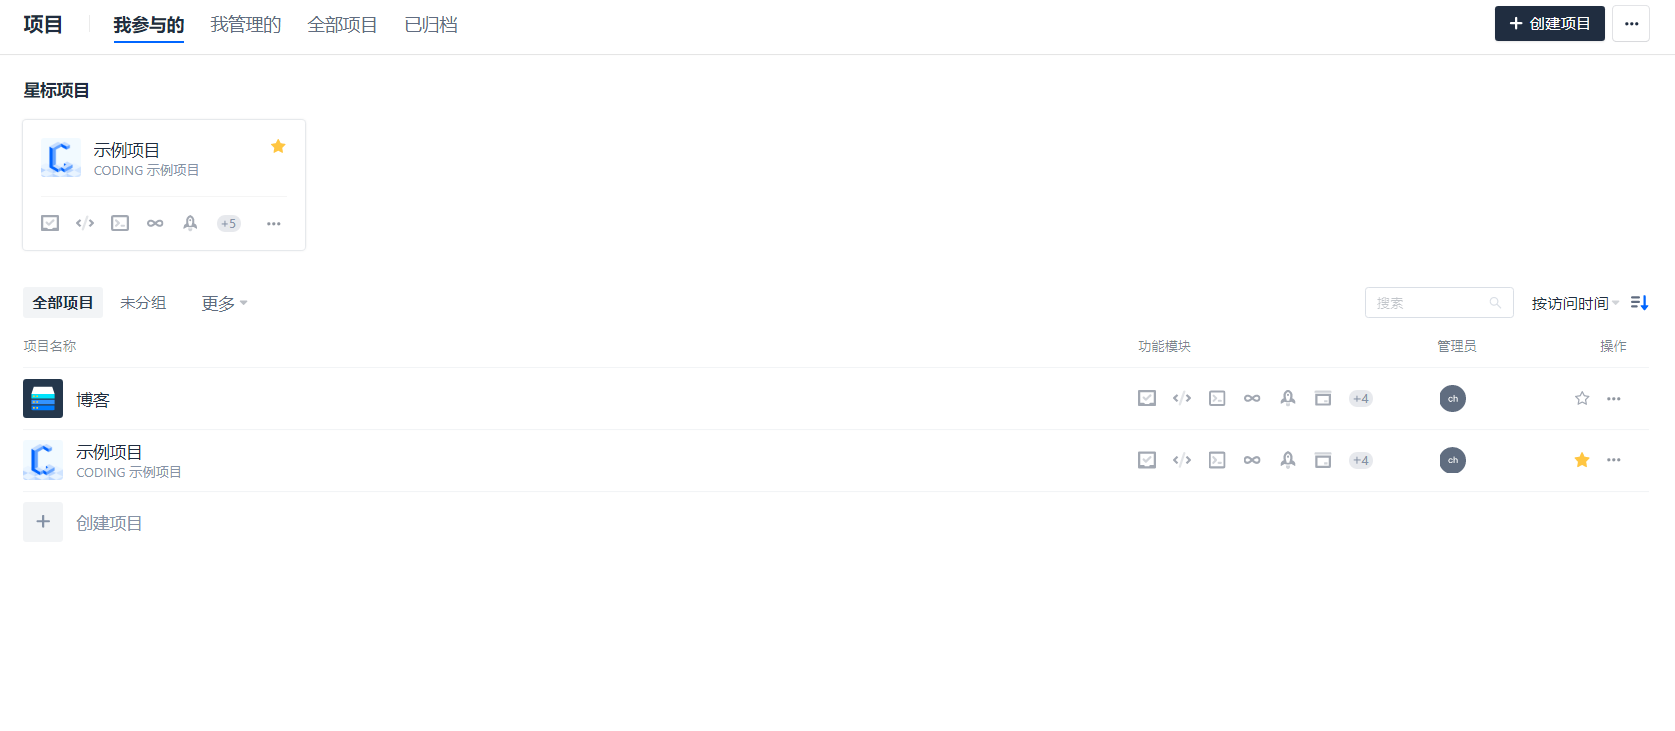 项目 我参与的 我管理的 全部项目 已归档 创建项目
星标项目
示例项目
CODING 示例项目
+5
全部项目 未分组 更多 搜索 按访问时间
项目名称 功能模块 管理员 操作
博客 +4 ch
示例项目
CODING 示例项目 +4 ch
创建项目